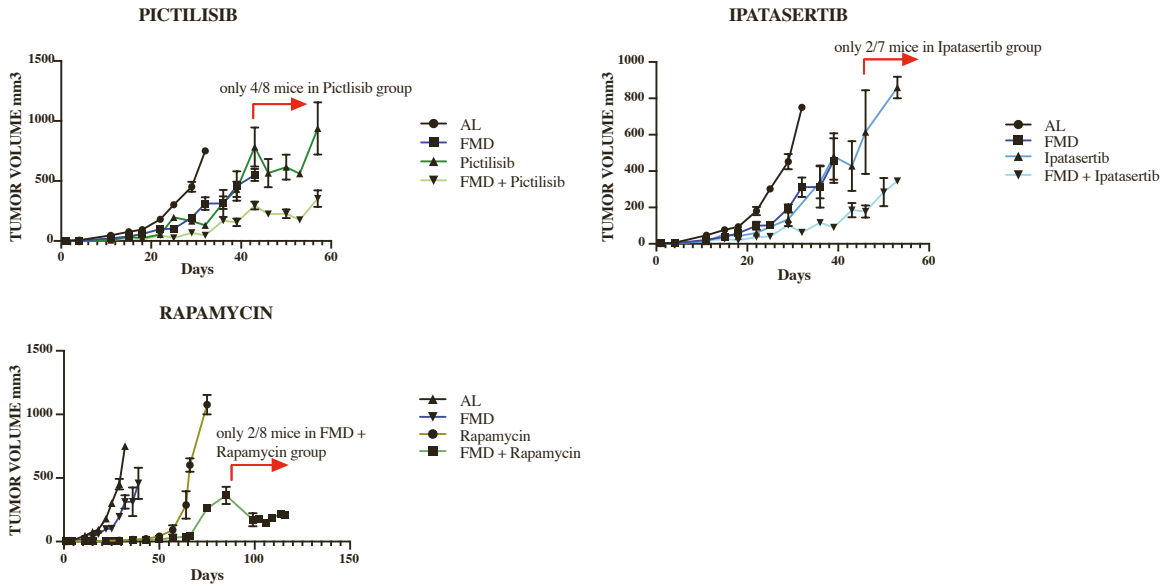 PICTILISIB
TUMOR VOLUME mm3
1500
1000
500
0
0
20
40
60
Days
only 4/8 mice in Pictlisib group
AL
FMD
Pictilisib
FMD + Pictilisib
IPATASERTIB
TUMOR VOLUME mm3
1000
800
600
400
200
0
0
20
40
60
Days
only 2/7 mice in Ipatasertib group
AL
FMD
Ipatasertib
FMD + Ipatasertib
RAPAMYCIN
TUMOR VOLUME mm3
1500
1000
500
0
0
50
100
150
Days
only 2/8 mice in FMD +
Rapamycin group
AL
FMD
Rapamycin
FMD + Rapamycin